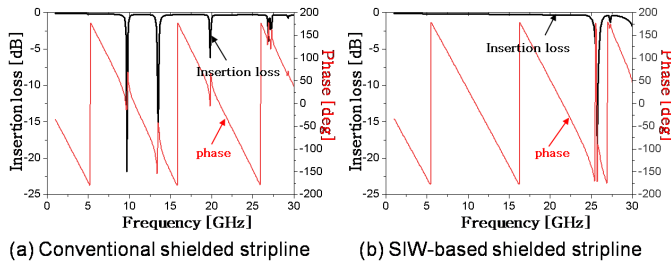 0
-5
-10
-15
-20
-25
Insertion loss [dB]
Insertion loss
phase
200
150
100
50
0
50
100
150
200
Phase [deg]
0 5 10 15 20 25 30
Frequency [GHz]
(a) Conventional shielded stripline
0
-5
-10
-15
-20
-25
Insertion loss [dB]
Insertion loss
phase
200
150
100
50
0
50
100
150
200
Phase [deg]
0 5 10 15 20 25 30
Frequency [GHz]
(b) SIW-based shielded stripline